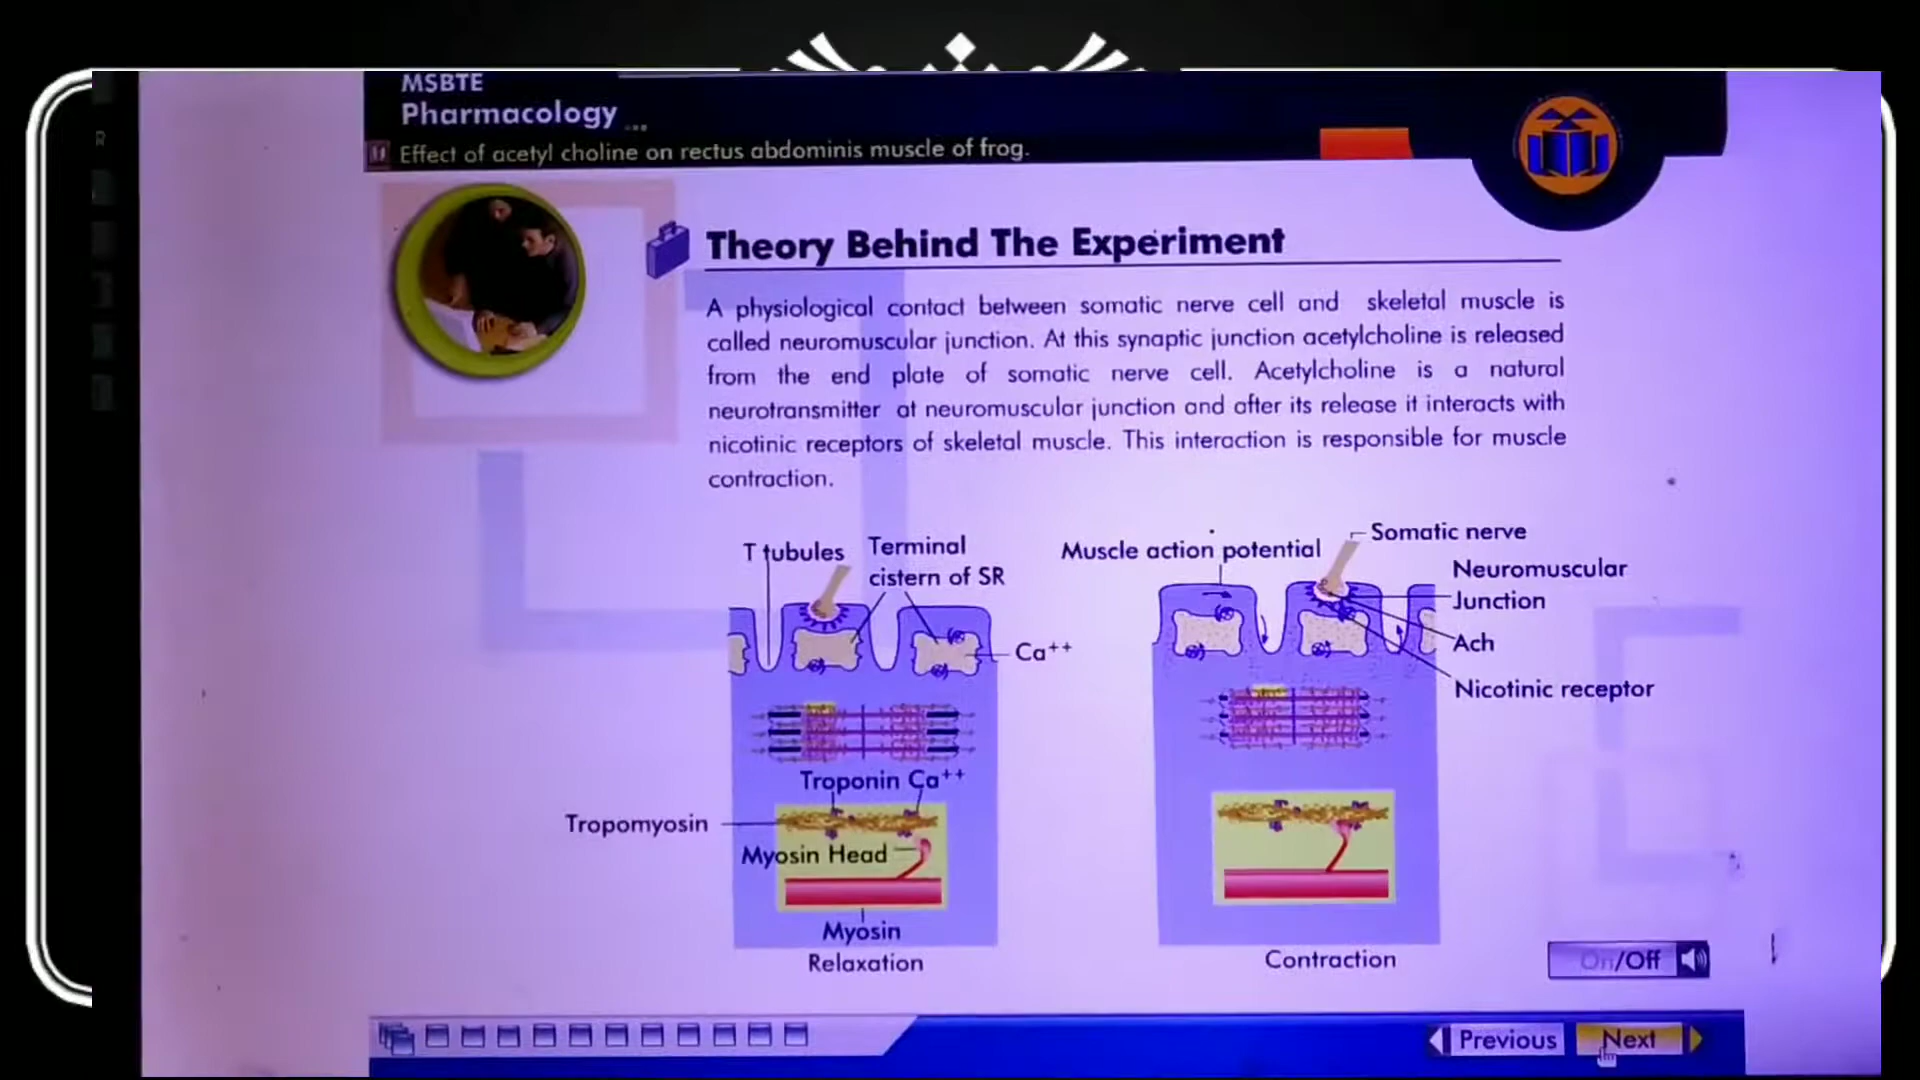 MSBTE
Pharmacology ...
Effect of acetyl choline on rectus abdominis muscle of frog.
R
Theory Behind The Experiment
A physiological contact between somatic nerve cell and skeletal muscle is
called neuromuscular junction. At this synaptic junction acetylcholine is released
from the end plate of somatic nerve cell. Acetylcholine is a natural
neurotransmitter at neuromuscular junction and after its release it interacts with
nicotinic receptors of skeletal muscle. This interaction is responsible for muscle
contraction.
T tubules
Terminal
cistern of SR
Ca++
Troponin Ca++
Tropomyosin
Myosin Head
Myosin
Relaxation
Muscle action potential
Somatic nerve
Neuromuscular
Junction
Ach
Nicotinic receptor
Contraction
On/Off
Previous
Next